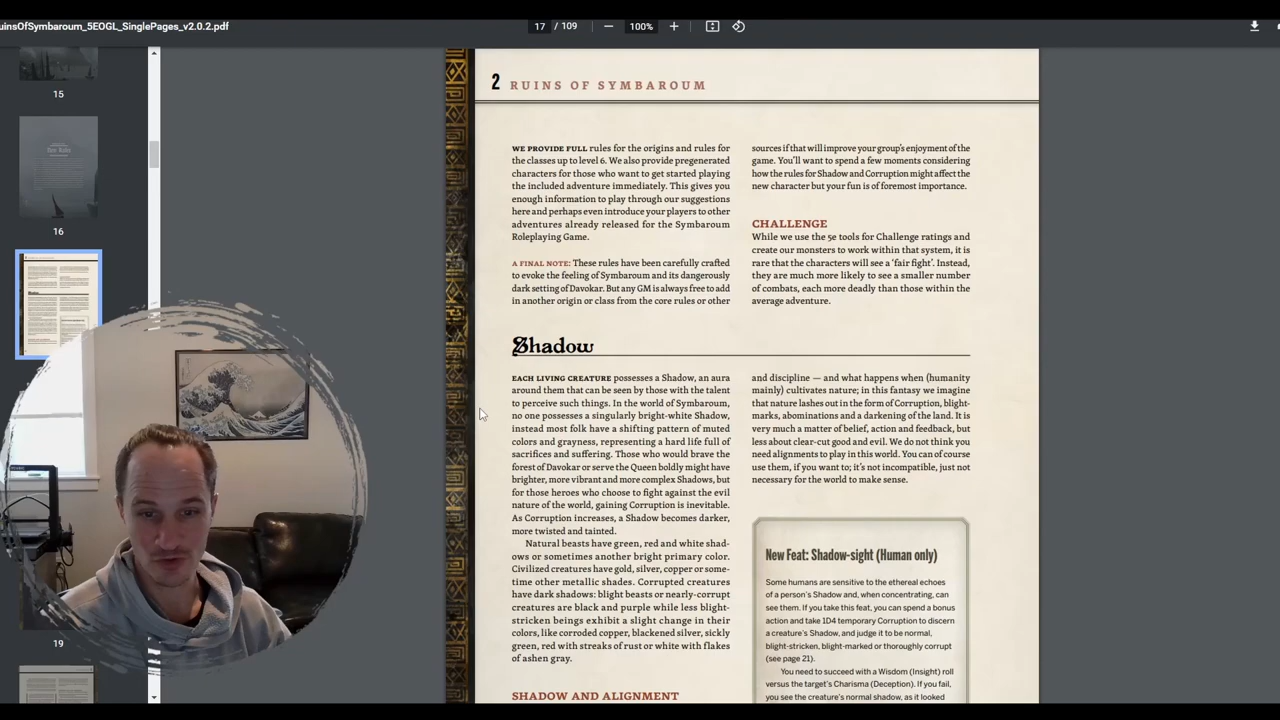 uinsOfSymbaroum_5EOGL_SinglePages_v2.0.2.pdf
17 / 109
100%
15
16
19
2 RUINS OF SYMBAROUM
WE PROVIDE FULL rules for the origins and rules for
the classes up to level 6. We also provide pregenerated
characters for those who want to get started playing
the included adventure immediately. This gives you
enough information to play through our suggestions
here and perhaps even introduce your players to other
adventures already released for the Symbaroum
Roleplaying Game.
A FINAL NOTE: These rules have been carefully crafted
to evoke the feeling of Symbaroum and its dangerously
dark setting of Davokar. But any GM is always free to add
in another origin or class from the core rules or other
sources if that will improve your group's enjoyment of the
game. You'll want to spend a few moments considering
how the rules for Shadow and Corruption might affect the
new character but your fun is of foremost importance.
CHALLENGE
While we use the 5e tools for Challenge ratings and
create our monsters to work within that system, it is
rare that the characters will see a 'fair fight'. Instead,
they are much more likely to see a smaller number
of combats, each more deadly than those within the
average adventure.
Shadow
EACH LIVING CREATURE possesses a Shadow, an aura
around them that can be seen by those with the talent
to perceive such things. In the world of Symbaroum,
no one possesses a singularly bright-white Shadow,
instead most folk have a shifting pattern of muted
colors and grayness, representing a hard life full of
sacrifices and suffering. Those who would brave the
forest of Davokar or serve the Queen boldly might have
brighter, more vibrant and more complex Shadows, but
for those heroes who choose to fight against the evil
nature of the world, gaining Corruption is inevitable.
As Corruption increases, a Shadow becomes darker,
more twisted and tainted.
Natural beasts have green, red and white shad-
ows or sometimes another bright primary color.
Civilized creatures have gold, silver, copper or some-
time other metallic shades. Corrupted creatures
have dark shadows: blight beasts or nearly-corrupt
creatures are black and purple while less blight-
stricken beings exhibit a slight change in their
colors, like corroded copper, blackened silver, sickly
green, red with streaks of rust or white with flakes
of ashen gray.
SHADOW AND ALIGNMENT
and discipline — and what happens when (humanity
mainly) cultivates nature; in this fantasy we imagine
that nature lashes out in the form of Corruption, blight-
marks, abominations and a darkening of the land. It is
very much a matter of belief, action and feedback, but
less about clear-cut good and evil. We do not think you
need alignments to play in this world. You can of course
use them, if you want to; it's not incompatible, just not
necessary for the world to make sense.
New Feat: Shadow-sight (Human only)
Some humans are sensitive to the ethereal echoes
of a person's Shadow and, when concentrating, can
see them. If you take this feat, you can spend a bonus
action and take 1D4 temporary Corruption to discern
a creature's Shadow, and judge it to be normal,
blight-stricken, blight-marked or thoroughly corrupt
(see page 21).
You need to succeed with a Wisdom (Insight) roll
versus the target's Charisma (Deception). If you fail,
you see the creature's normal shadow, as it looked